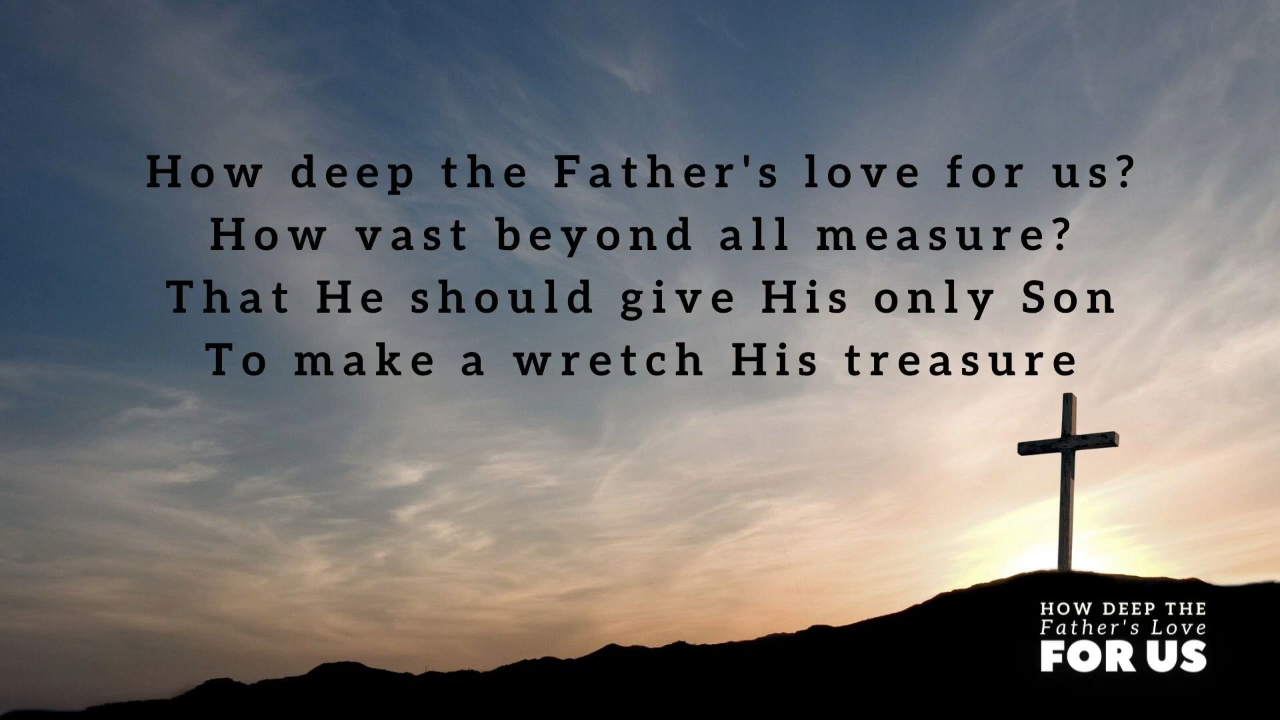 How deep the Father's love for us?
How vast beyond all measure?
That He should give His only Son
To make a wretch His treasure
HOW DEEP THE
Father's Love
FOR US